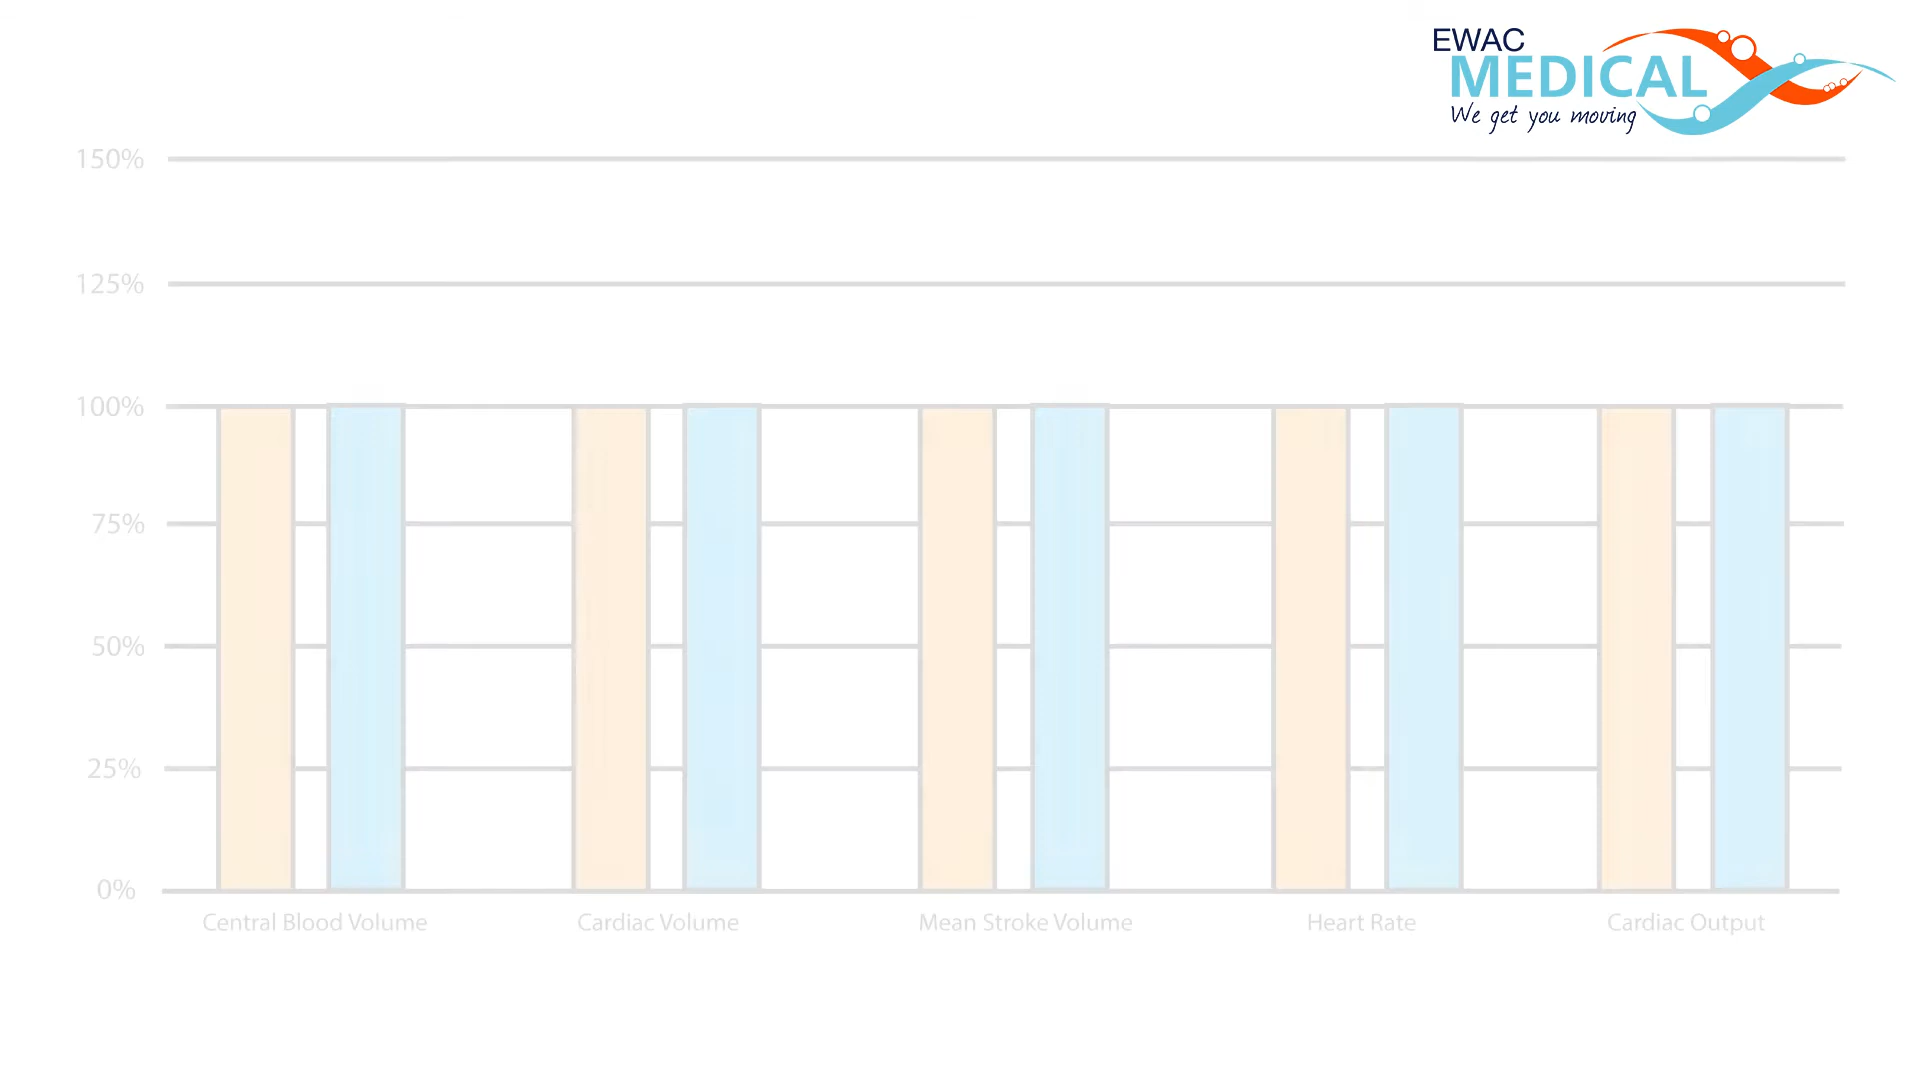 EWAC
MEDICAL
We get you moving
150%
125%
100%
75%
50%
25%
0%
Central Blood Volume
Cardiac Volume
Mean Stroke Volume
Heart Rate
Cardiac Output